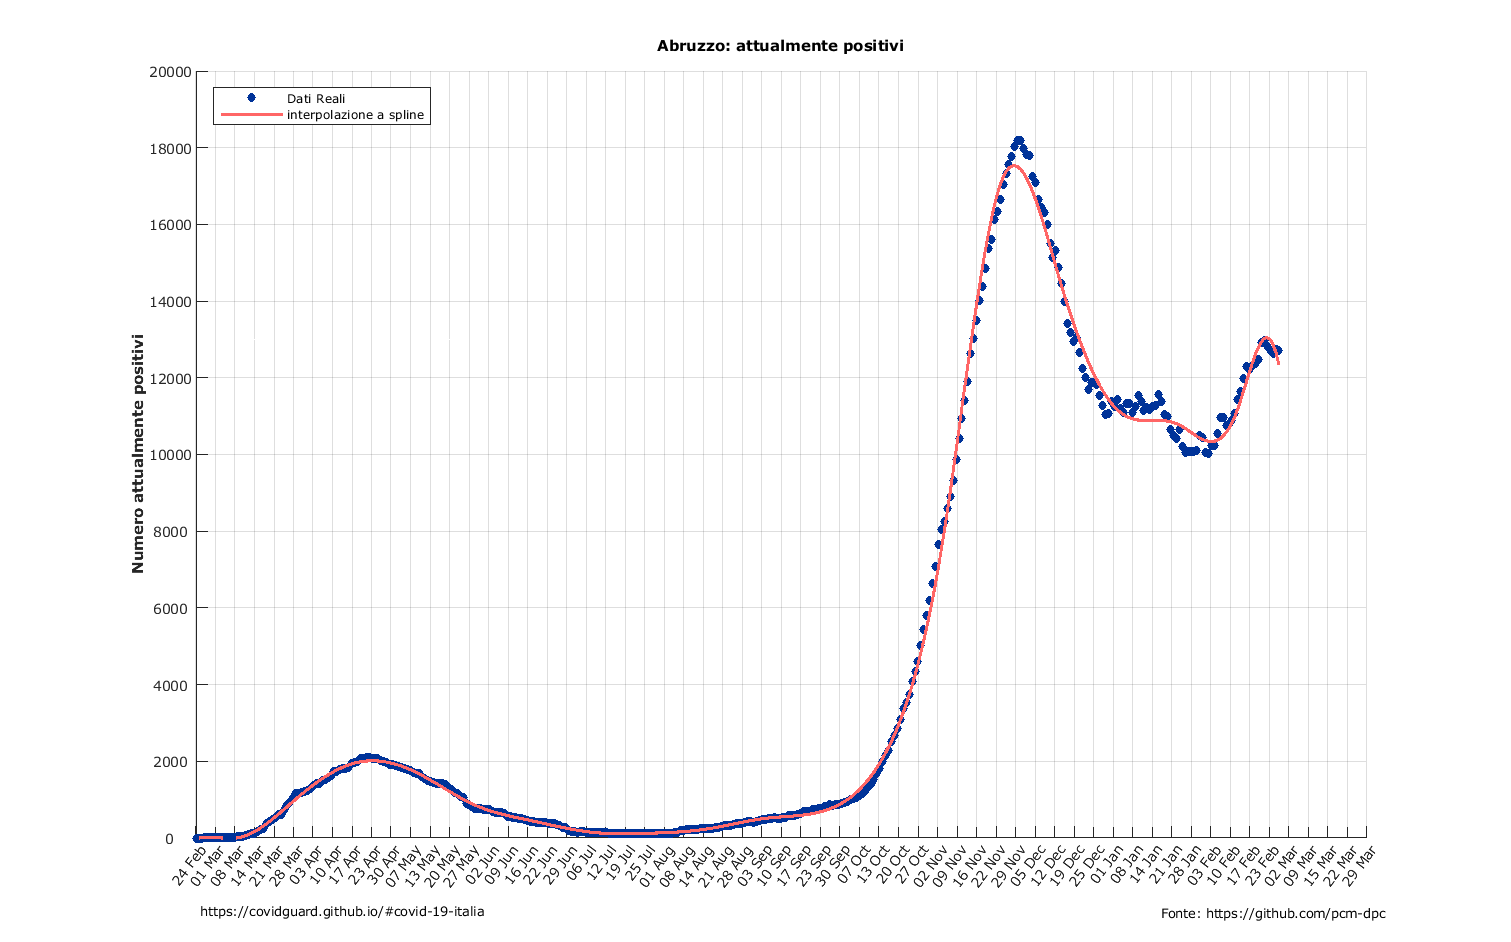 Abruzzo: attualmente positivi
Dati Reali
interpolazione a spline
Numero attualmente positivi
20000
18000
16000
14000
12000
10000
8000
6000
4000
2000
0
24 Feb
01 Mar
08 Mar
14 Mar
21 Mar
28 Mar
03 Apr
10 Apr
17 Apr
23 Apr
30 Apr
07 May
13 May
20 May
27 May
02 Jun
09 Jun
16 Jun
22 Jun
29 Jun
06 Jul
12 Jul
19 Jul
25 Jul
01 Aug
08 Aug
14 Aug
21 Aug
28 Aug
03 Sep
10 Sep
17 Sep
23 Sep
30 Sep
07 Oct
13 Oct
20 Oct
27 Oct
02 Nov
09 Nov
16 Nov
22 Nov
29 Nov
05 Dec
12 Dec
19 Dec
25 Dec
01 Jan
08 Jan
14 Jan
21 Jan
28 Jan
03 Feb
10 Feb
17 Feb
23 Feb
02 Mar
09 Mar
15 Mar
22 Mar
29 Mar
https://covidguard.github.io/#covid-19-italia
Fonte: https://github.com/pcm-dpc